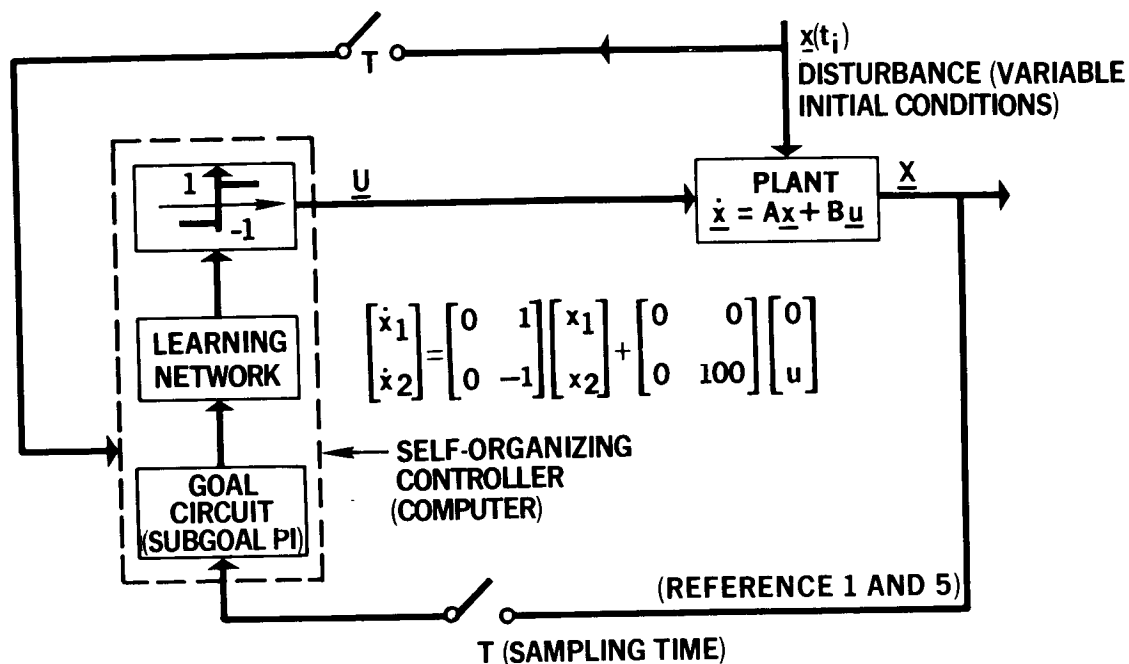 T
x(t_i)
DISTURBANCE (VARIABLE
INITIAL CONDITIONS)
1
-1
U
PLANT
ẋ = Ax + Bu
X
[ẋ1] = [0 1] [x1] + [0 0] [0]
[ẋ2] [0 -1] [x2] [0 100] [u]
LEARNING
NETWORK
SELF-ORGANIZING
CONTROLLER
(COMPUTER)
GOAL
CIRCUIT
(SUBGOAL PI)
(REFERENCE 1 AND 5)
T (SAMPLING TIME)